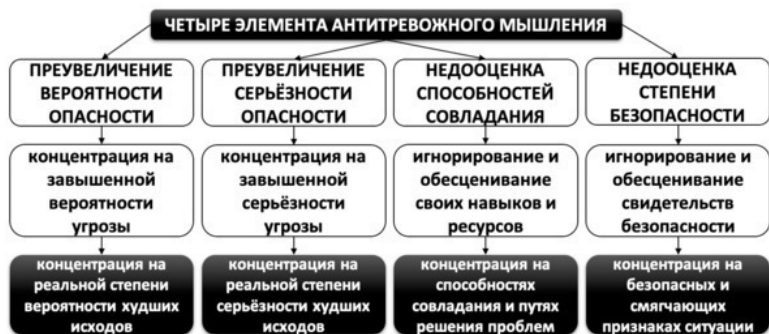 ЧЕТЫРЕ ЭЛЕМЕНТА АНТИТРЕВОЖНОГО МЫШЛЕНИЯ
ПРЕУВЕЛИЧЕНИЕ
ВЕРОЯТНОСТИ
ОПАСНОСТИ
ПРЕУВЕЛИЧЕНИЕ
СЕРЬЁЗНОСТИ
ОПАСНОСТИ
НЕДООЦЕНКА
СПОСОБНОСТЕЙ
СОВЛАДАНИЯ
НЕДООЦЕНКА
СТЕПЕНИ
БЕЗОПАСНОСТИ
концентрация на
завышенной
вероятности
угрозы
концентрация на
завышенной
серьёзности
угрозы
игнорирование и
обесценивание
своих навыков и
ресурсов
игнорирование и
обесценивание
свидетельств
безопасности
концентрация на
реальной степени
вероятности худших
исходов
концентрация на
реальной степени
серьёзности худших
исходов
концентрация на
способностях
совладания и путях
решения проблем
концентрация на
безопасных и
смягчающих
признаках ситуации